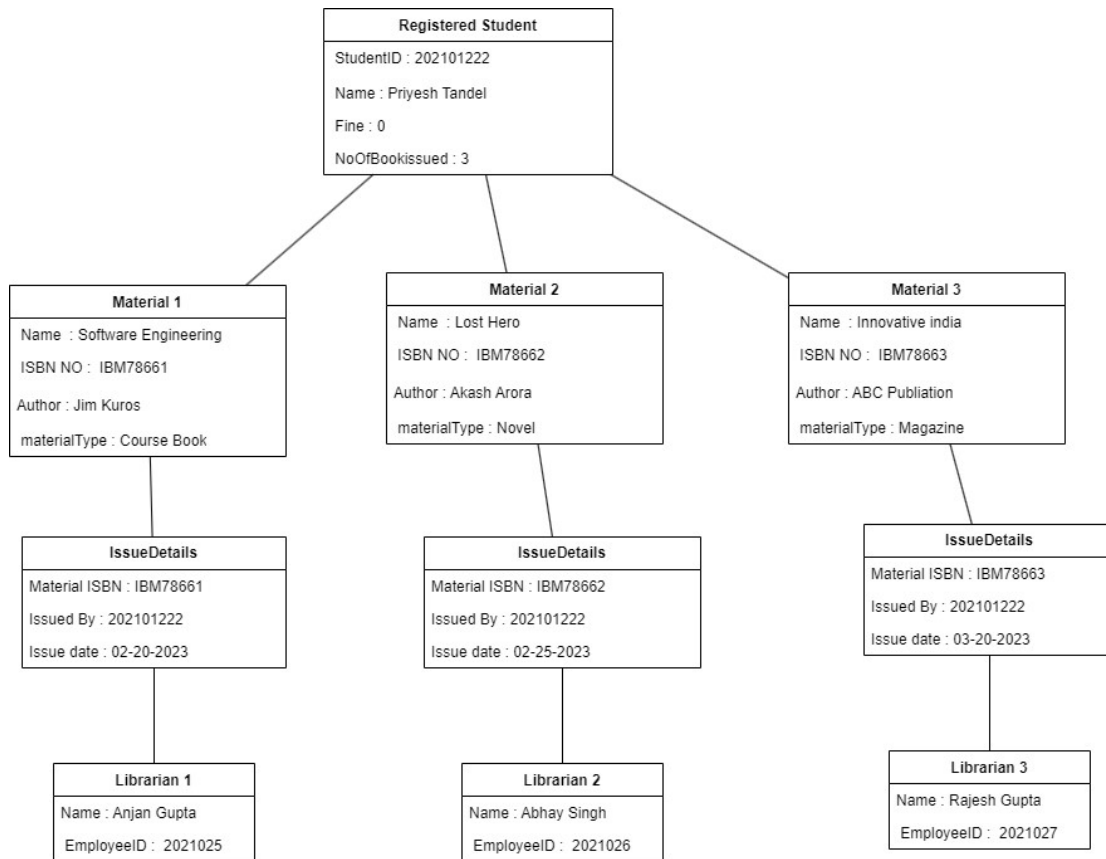 Registered Student
StudentID : 202101222
Name : Priyesh Tandel
Fine : 0
NoOfBookissued : 3
Material 1
Name : Software Engineering
ISBN NO : IBM78661
Author : Jim Kuros
materialType : Course Book
Material 2
Name : Lost Hero
ISBN NO : IBM78662
Author : Akash Arora
materialType : Novel
Material 3
Name : Innovative india
ISBN NO : IBM78663
Author : ABC Publiation
materialType : Magazine
IssueDetails
Material ISBN : IBM78661
Issued By : 202101222
Issue date : 02-20-2023
IssueDetails
Material ISBN : IBM78662
Issued By : 202101222
Issue date : 02-25-2023
IssueDetails
Material ISBN : IBM78663
Issued By : 202101222
Issue date : 03-20-2023
Librarian 1
Name : Anjan Gupta
EmployeeID : 2021025
Librarian 2
Name : Abhay Singh
EmployeeID : 2021026
Librarian 3
Name : Rajesh Gupta
EmployeeID : 2021027